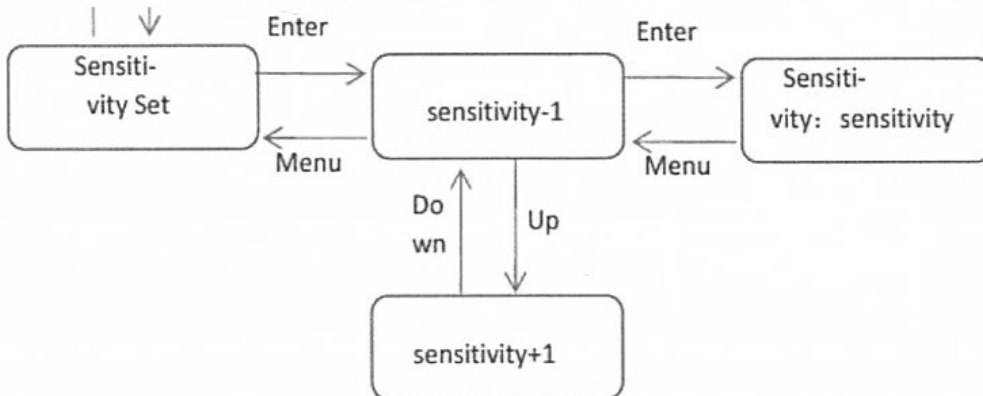 Enter
Enter
Sensiti-
vity Set
sensitivity-1
Sensiti-
vity: sensitivity
Menu
Menu
Do
wn
Up
sensitivity+1